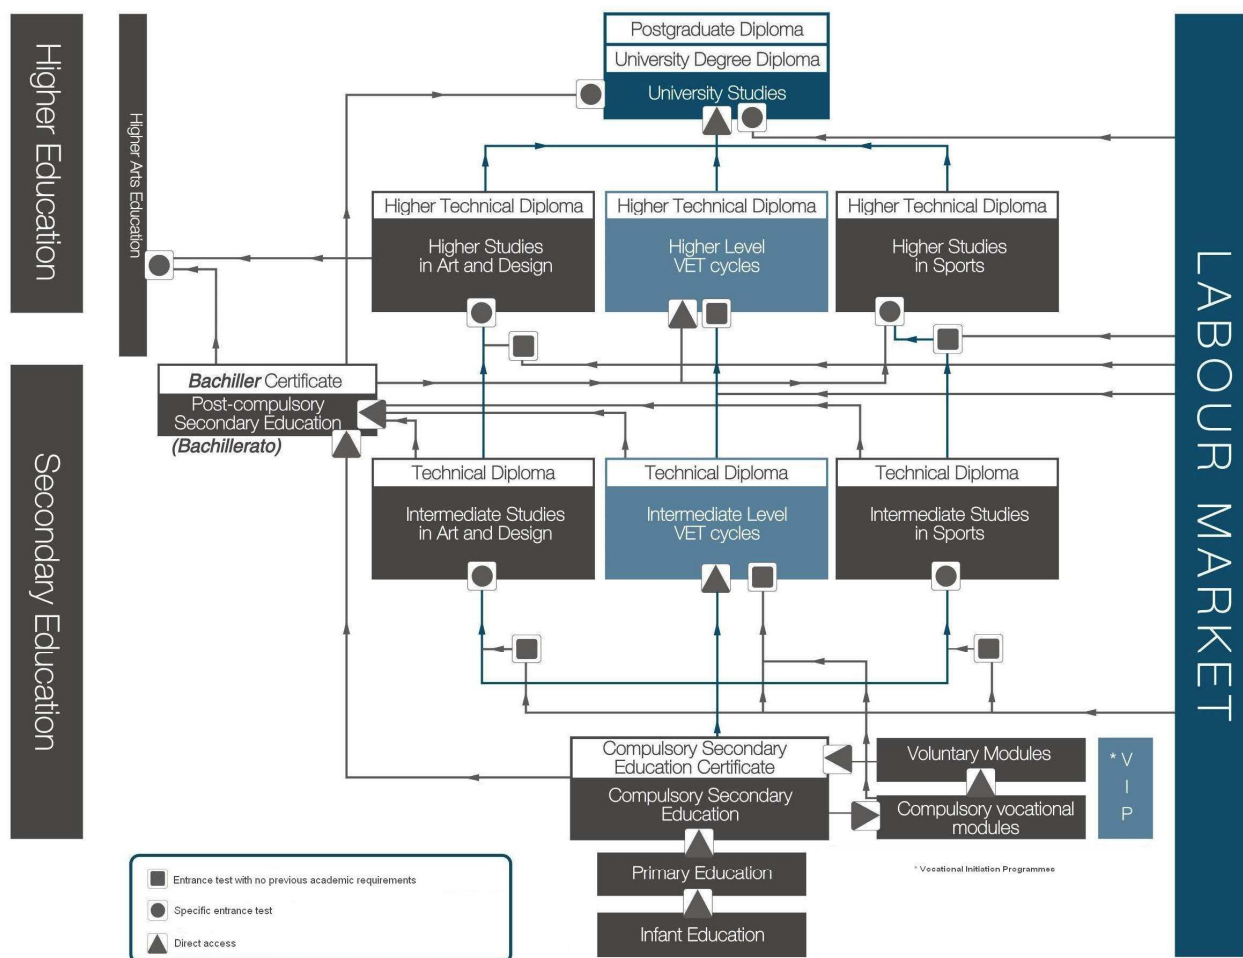 Higher Education
Higher Arts Education
Postgraduate Diploma
University Degree Diploma
University Studies
Higher Technical Diploma
Higher Studies
in Art and Design
Higher Technical Diploma
Higher Level
VET cycles
Higher Technical Diploma
Higher Studies
in Sports
LABOUR MARKET
Secondary Education
Bachiller Certificate
Post-compulsory
Secondary Education
(Bachillerato)
Technical Diploma
Intermediate Studies
in Art and Design
Technical Diploma
Intermediate Level
VET cycles
Technical Diploma
Intermediate Studies
in Sports
Compulsory Secondary
Education Certificate
Compulsory Secondary
Education
Voluntary Modules
Compulsory vocational
modules
* V
I
P
Primary Education
Infant Education
* Vocational Initiation Programmes
Entrance test with no previous academic requirements
Specific entrance test
Direct access